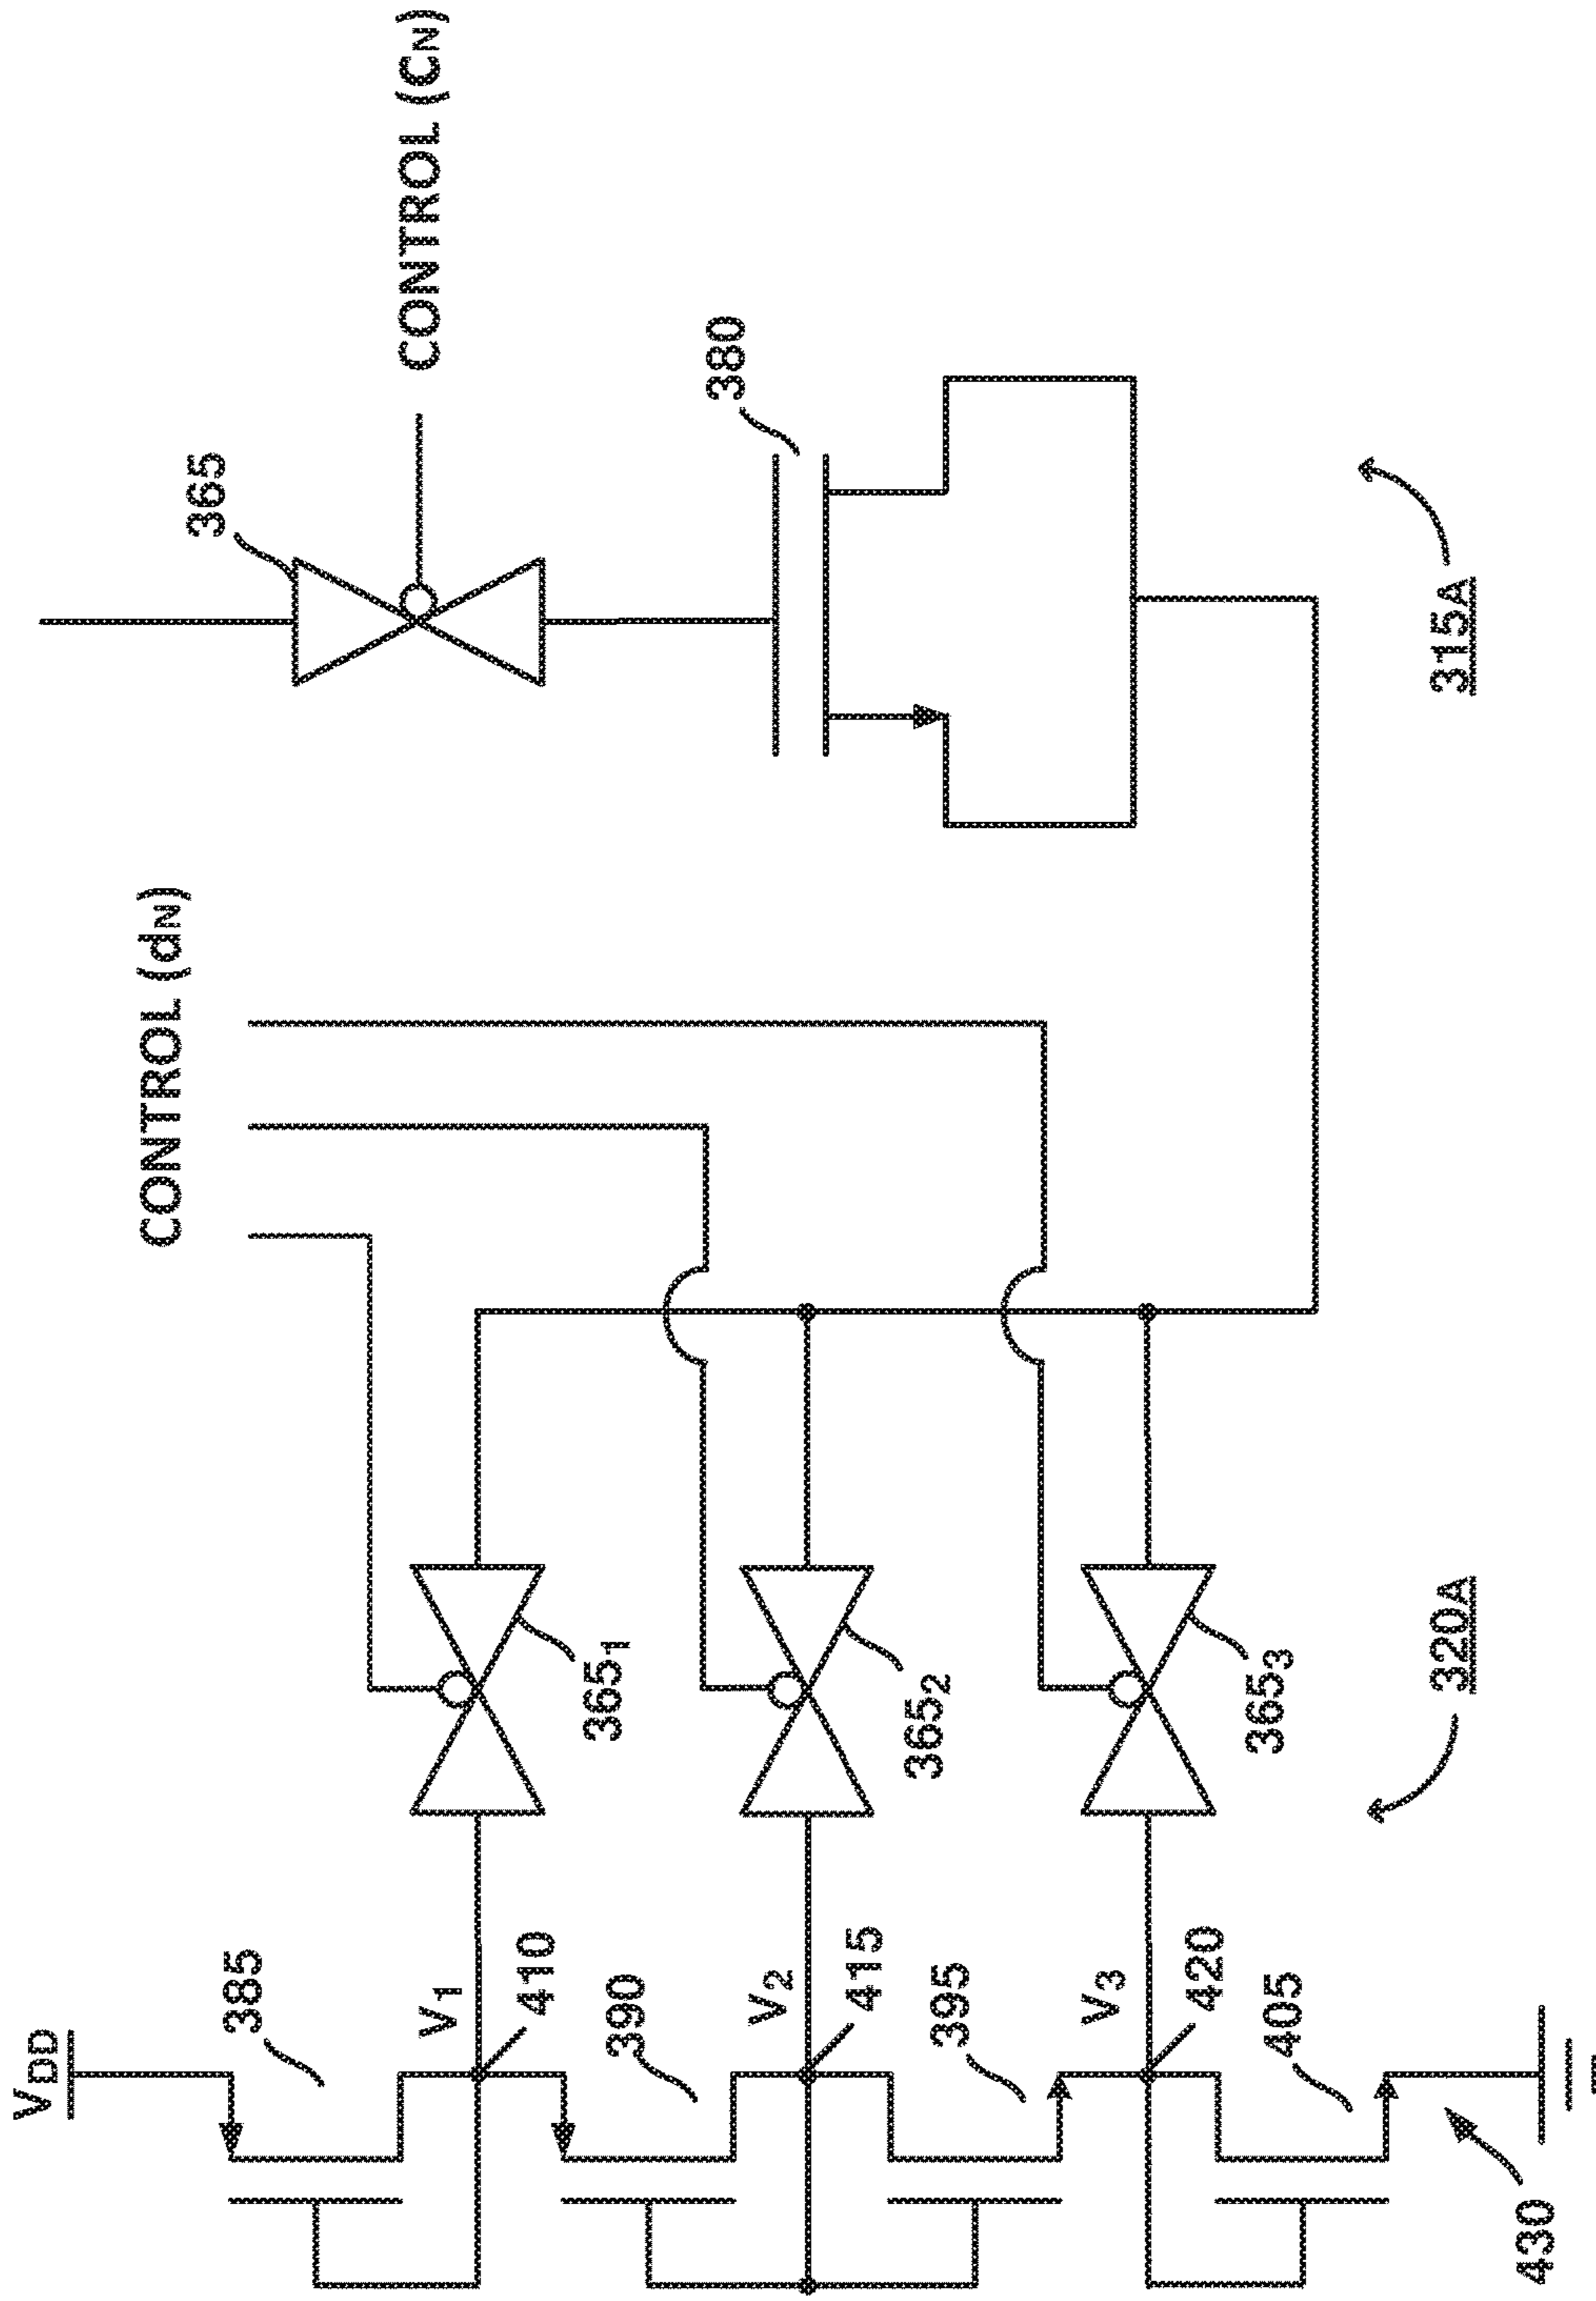 VDD
385
V1
410
390
V2
415
395
V3
420
405
430
365₁
365₂
365₃
320A
CONTROL (dN)
365
CONTROL (CN)
380
315A